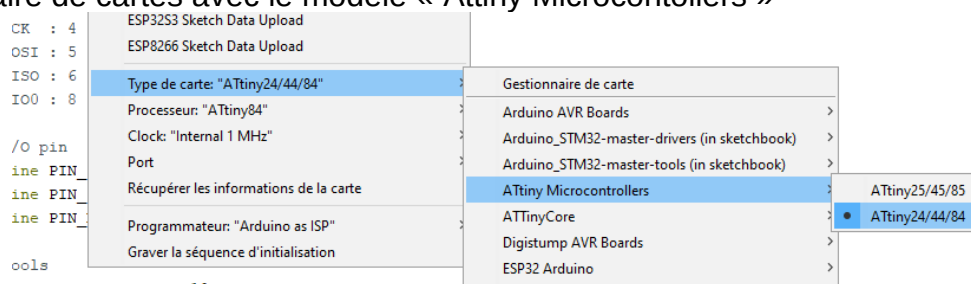 aire de cartes avec le modèle « Attiny Microcontollers »
CK : 4
OSI : 5
ISO : 6
IO0 : 8
/O pin
ine PIN_
ine PIN_
ine PIN_
ools
ESP32S3 Sketch Data Upload
ESP8266 Sketch Data Upload
Type de carte: "ATtiny24/44/84"
Processeur: "ATtiny84"
Clock: "Internal 1 MHz"
Port
Récupérer les informations de la carte
Programmateur: "Arduino as ISP"
Graver la séquence d'initialisation
Gestionnaire de carte
Arduino AVR Boards
Arduino_STM32-master-drivers (in sketchbook)
Arduino_STM32-master-tools (in sketchbook)
ATtiny Microcontrollers
ATTinyCore
Digistump AVR Boards
ESP32 Arduino
ATtiny25/45/85
ATtiny24/44/84